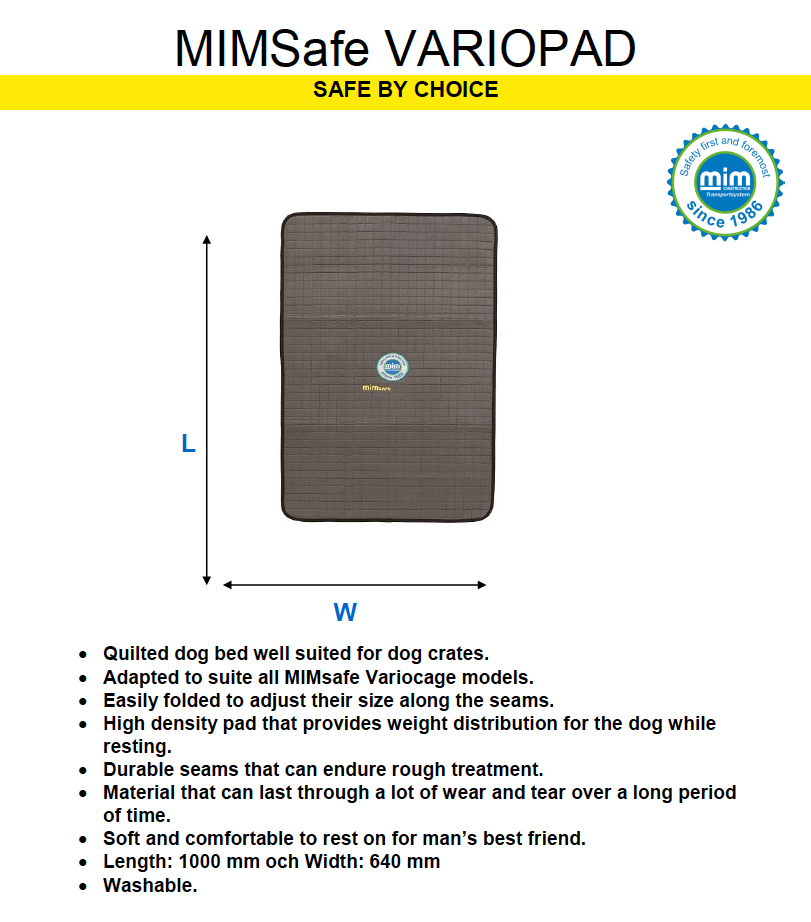 MIMSafe VARIOPAD
SAFE BY CHOICE
Safety first and foremost
mim
CONSTRUCTION
Transportsystem
since 1986
mim
mimSAFE
L
W
• Quilted dog bed well suited for dog crates.
• Adapted to suite all MIMsafe Variocage models.
• Easily folded to adjust their size along the seams.
• High density pad that provides weight distribution for the dog while
resting.
• Durable seams that can endure rough treatment.
• Material that can last through a lot of wear and tear over a long period
of time.
• Soft and comfortable to rest on for man’s best friend.
• Length: 1000 mm och Width: 640 mm
• Washable.